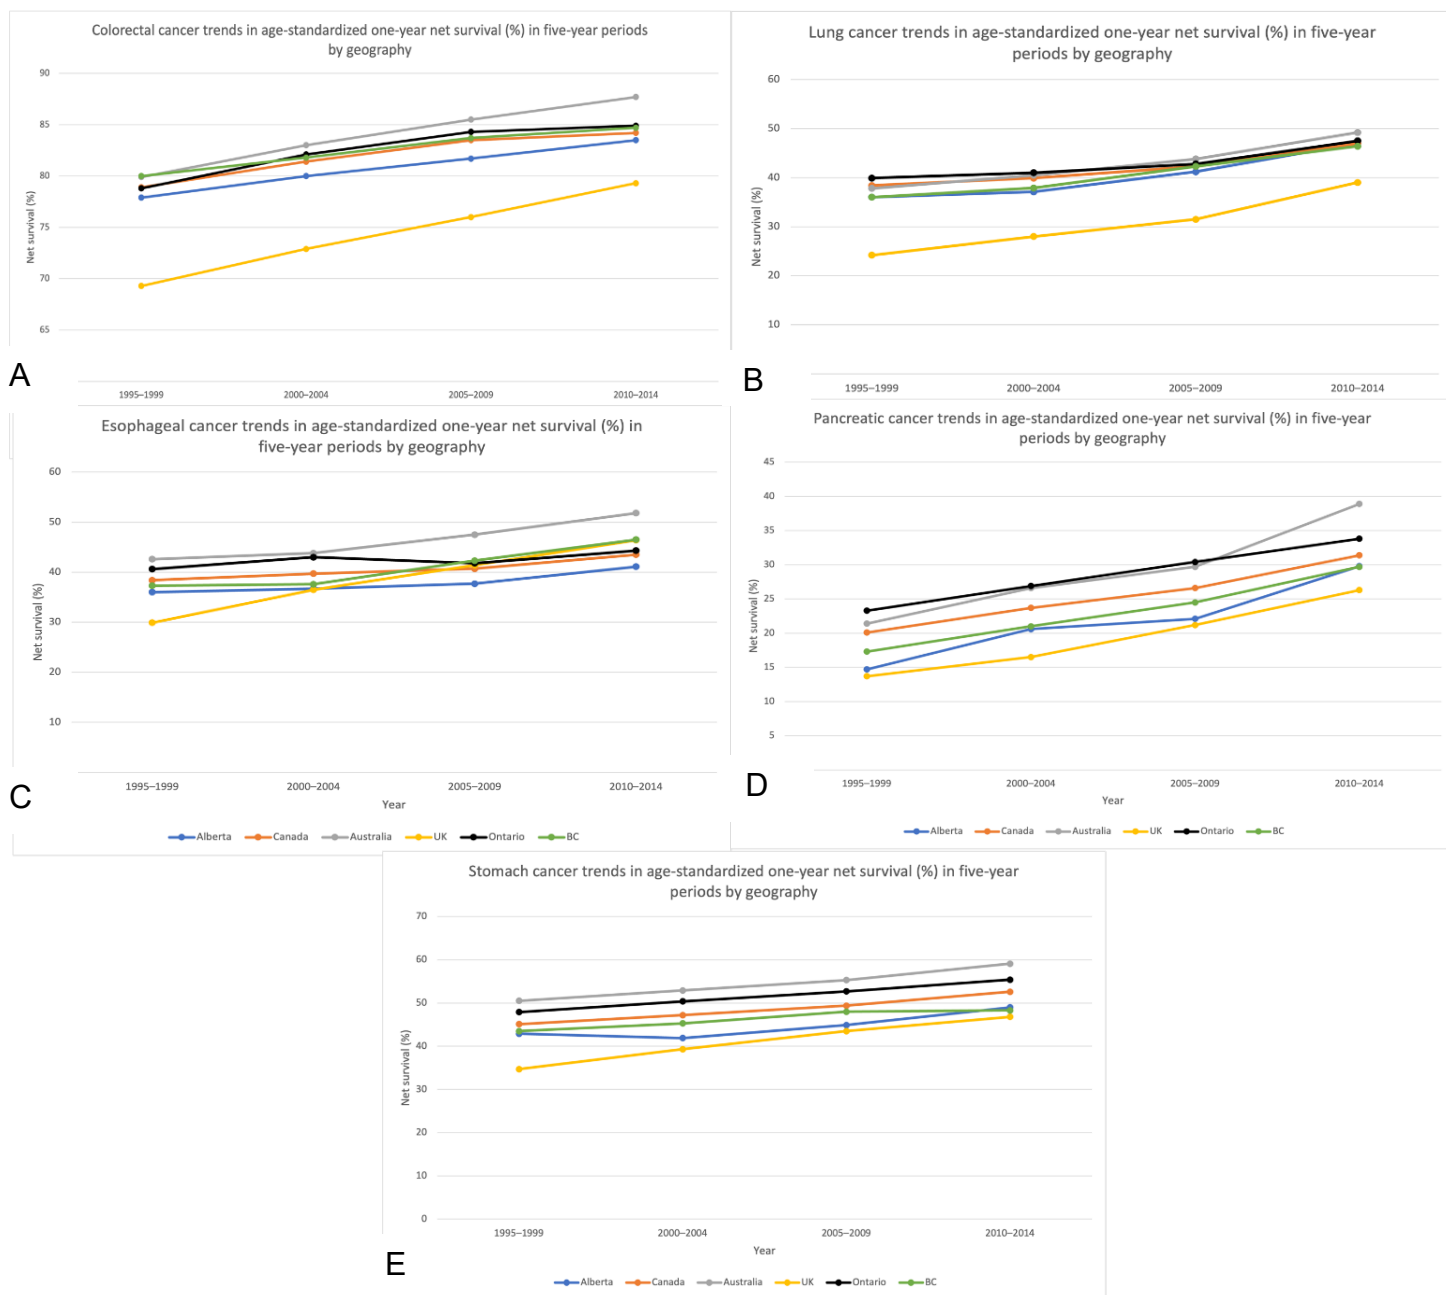 Colorectal cancer trends in age-standardized one-year net survival (%) in five-year periods
by geography
90
85
80
75
70
65
Net survival (%)
1995–1999 2000–2004 2005–2009 2010–2014
A
Lung cancer trends in age-standardized one-year net survival (%) in five-year
periods by geography
60
50
40
30
20
10
Net survival (%)
1995–1999 2000–2004 2005–2009 2010–2014
B
Esophageal cancer trends in age-standardized one-year net survival (%) in
five-year periods by geography
60
50
40
30
20
10
Net survival (%)
1995–1999 2000–2004 2005–2009 2010–2014
Year
C
Alberta Canada Australia UK Ontario BC
Pancreatic cancer trends in age-standardized one-year net survival (%) in five-year
periods by geography
45
40
35
30
25
20
15
10
5
Net survival (%)
1995–1999 2000–2004 2005–2009 2010–2014
Year
D
Alberta Canada Australia UK Ontario BC
Stomach cancer trends in age-standardized one-year net survival (%) in five-year
periods by geography
70
60
50
40
30
20
10
0
Net survival (%)
1995–1999 2000–2004 2005–2009 2010–2014
Year
E
Alberta Canada Australia UK Ontario BC